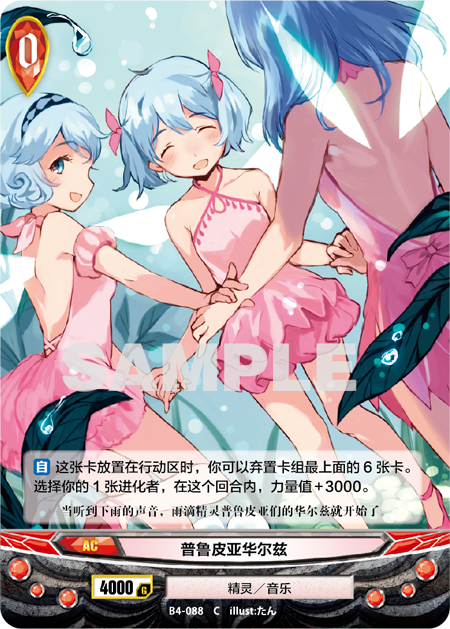 0
SAMPLE
自 这张卡放置在行动区时，你可以弃置卡组最上面的6张卡。
选择你的1张进化者，在这个回合内，力量值＋3000。
当听到下雨的声音，雨滴精灵普鲁皮亚们的华尔兹就开始了
AC
普鲁皮亚华尔兹
4000 G
精灵／音乐
B4-088 C illust:たん